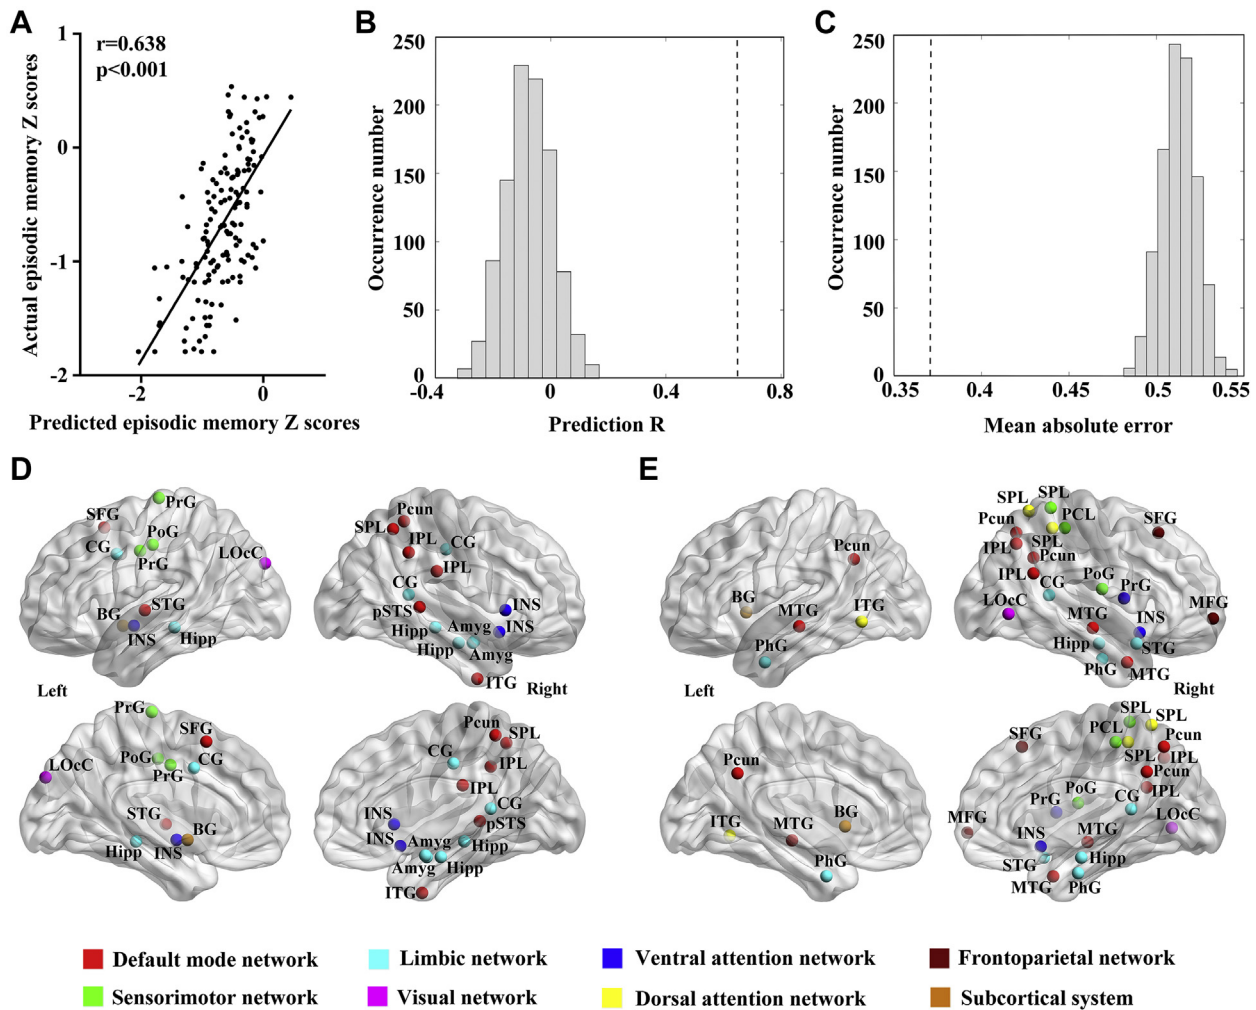 A
B
C
1
0
-1
-2
r=0.638
p<0.001
Actual episodic memory Z scores
-2
0
Predicted episodic memory Z scores
250
200
150
100
50
0
Occurrence number
-0.4
0
0.4
0.8
Prediction R
250
200
150
100
50
0
Occurrence number
0.35
0.4
0.45
0.5
0.55
Mean absolute error
D
E
PrG
SFG
PoG
CG
PrG
LOcC
BG
STG
INS
Hipp
Left
Pcun
SPL
IPL
CG
IPL
CG
pSTS
INS
Hipp
Amyg
INS
Hipp
Amyg
ITG
Right
PrG
SFG
PoG
CG
PrG
LOcC
STG
BG
Hipp
INS
Pcun
SPL
CG
IPL
IPL
CG
INS
pSTS
INS
Amyg
Hipp
Amyg
Hipp
ITG
Pcun
BG
MTG
ITG
PhG
Left
SPL
SPL
Pcun
PCL
SFG
IPL
SPL
Pcun
IPL
CG
PoG
PrG
LOcC
MTG
INS
MFG
Hipp
STG
PhG
MTG
Right
Pcun
ITG
MTG
BG
PhG
SPL
SPL
PCL
SFG
Pcun
SPL
IPL
Pcun
PoG
CG
IPL
PrG
MFG
LOcC
INS
MTG
STG
Hipp
MTG
PhG
Default mode network
Limbic network
Ventral attention network
Frontoparietal network
Sensorimotor network
Visual network
Dorsal attention network
Subcortical system